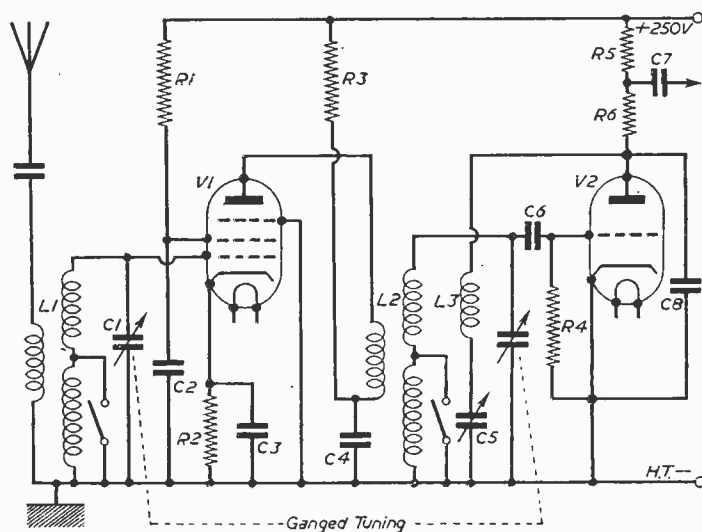 +250V
R5
C7
R1
R3
R6
V1
V2
C6
L1
L2
L3
C1
R4
C8
C2
R2
C3
C4
C5
H.T.—
Ganged Tuning